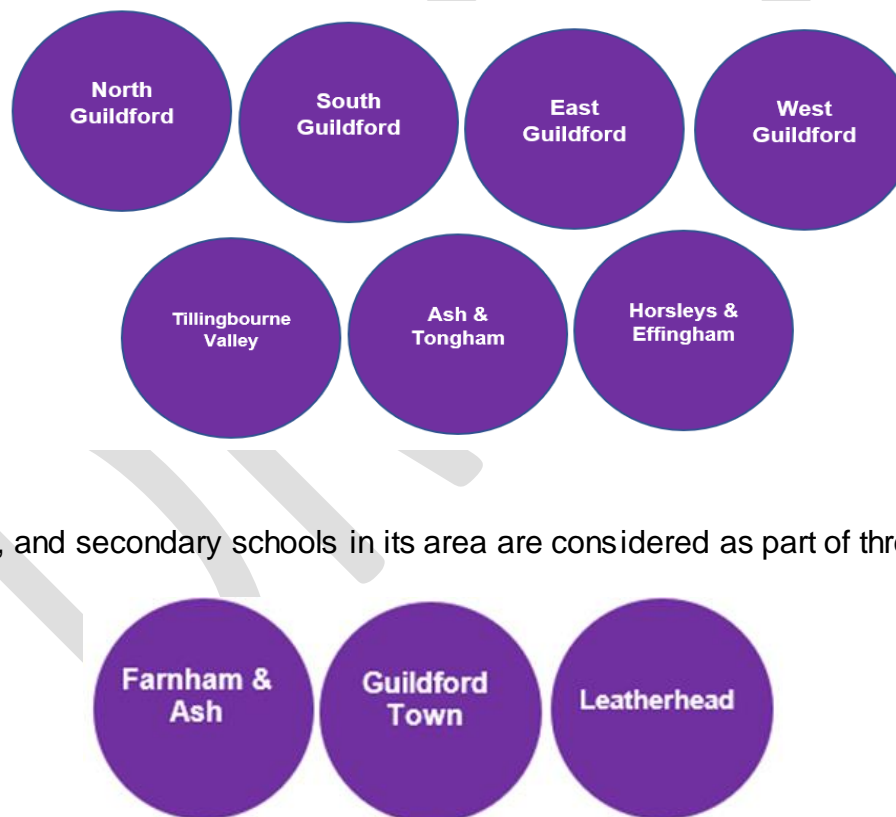 North
Guildford
South
Guildford
East
Guildford
West
Guildford
Tillingbourne
Valley
Ash &
Tongham
Horsleys &
Effingham
, and secondary schools in its area are considered as part of
Farnham &
Ash
Guildford
Town
Leatherhead